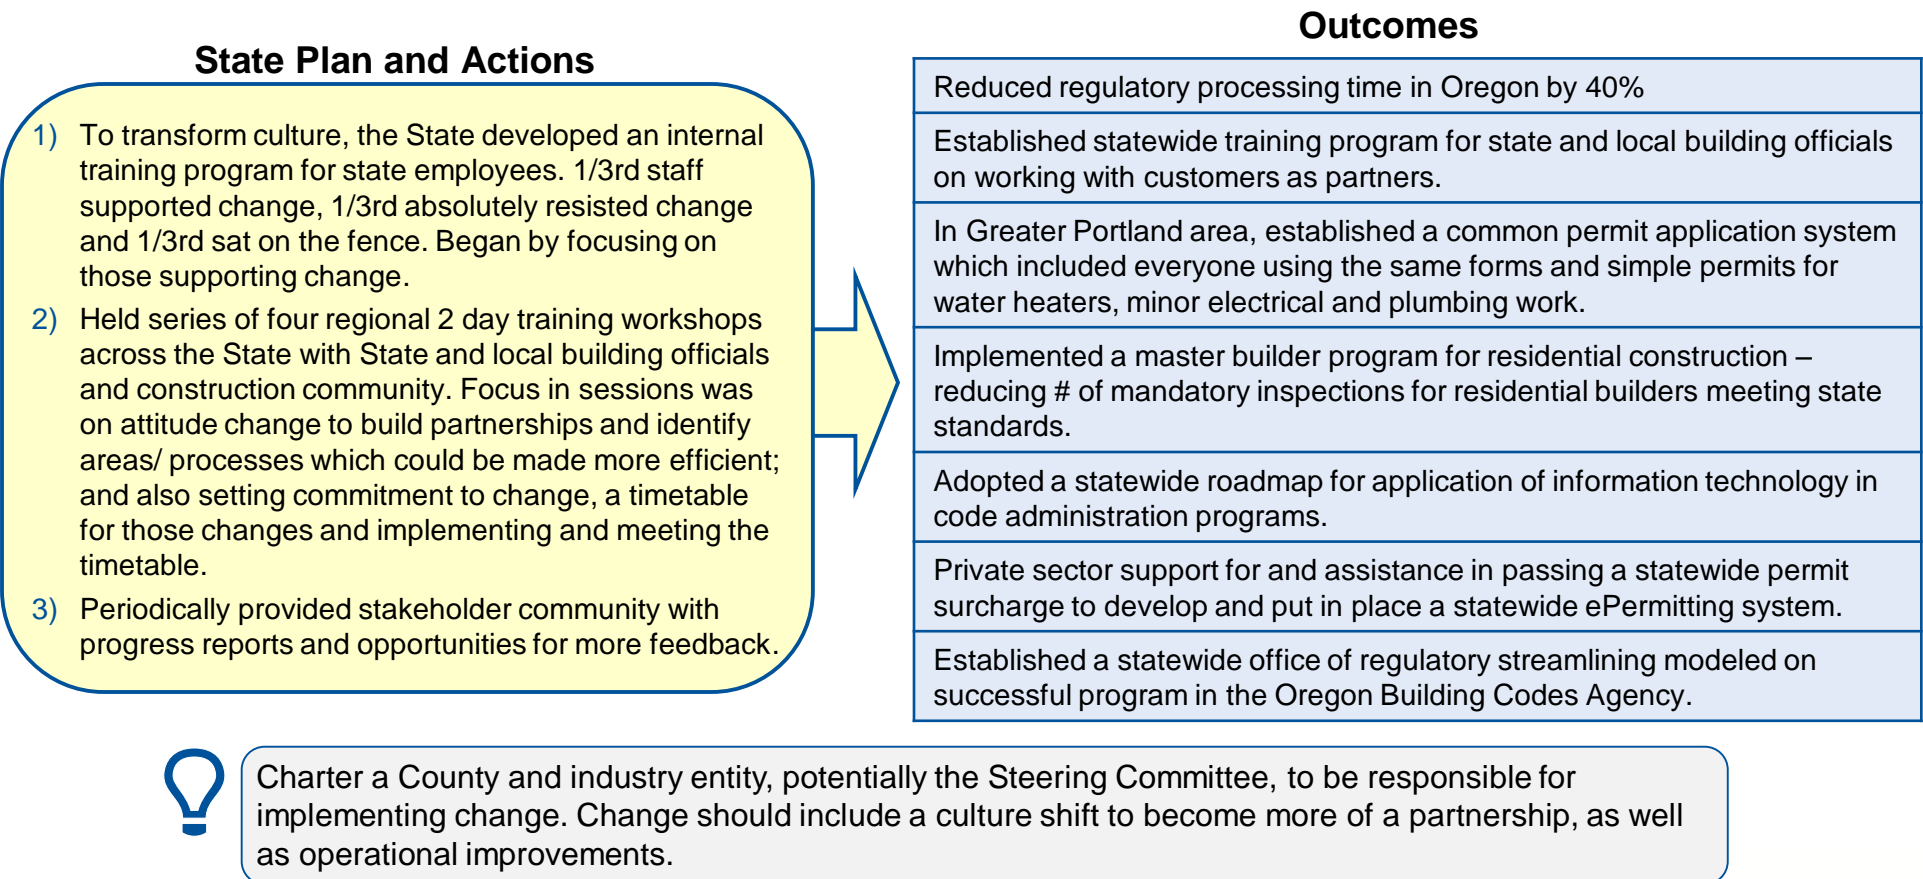 State Plan and Actions
1) To transform culture, the State developed an internal
training program for state employees. 1/3rd staff
supported change, 1/3rd absolutely resisted change
and 1/3rd sat on the fence. Began by focusing on
those supporting change.
2) Held series of four regional 2 day training workshops
across the State with State and local building officials
and construction community. Focus in sessions was
on attitude change to build partnerships and identify
areas/ processes which could be made more efficient;
and also setting commitment to change, a timetable
for those changes and implementing and meeting the
timetable.
3) Periodically provided stakeholder community with
progress reports and opportunities for more feedback.
Outcomes
Reduced regulatory processing time in Oregon by 40%
Established statewide training program for state and local building officials
on working with customers as partners.
In Greater Portland area, established a common permit application system
which included everyone using the same forms and simple permits for
water heaters, minor electrical and plumbing work.
Implemented a master builder program for residential construction –
reducing # of mandatory inspections for residential builders meeting state
standards.
Adopted a statewide roadmap for application of information technology in
code administration programs.
Private sector support for and assistance in passing a statewide permit
surcharge to develop and put in place a statewide ePermitting system.
Established a statewide office of regulatory streamlining modeled on
successful program in the Oregon Building Codes Agency.
Charter a County and industry entity, potentially the Steering Committee, to be responsible for
implementing change. Change should include a culture shift to become more of a partnership, as well
as operational improvements.